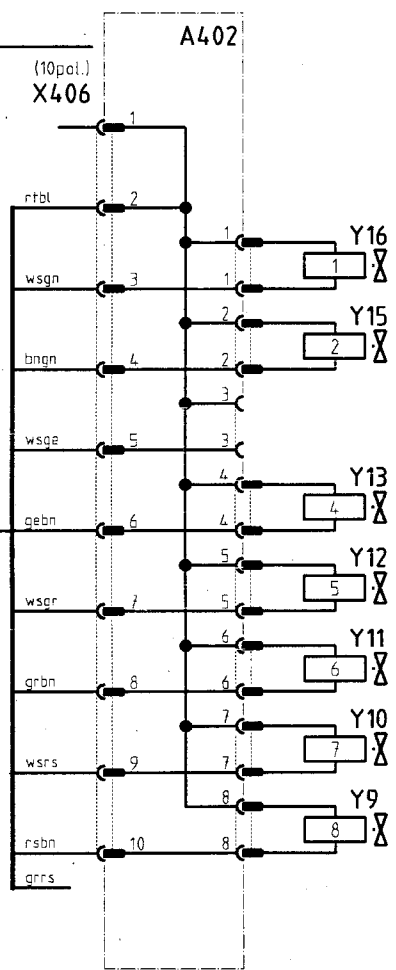 A402
(10pol.)
X406
1
rtbl 2
1 Y16
1
wsgn 3 1
2 Y15
2
bngn 4 2
3
wsge 5 3
4 Y13
4
gebn 6 4
5 Y12
5
wsgr 7 5
6 Y11
6
grbn 8 6
7 Y10
7
wsrs 9 7
8 Y9
8
rsbn 10 8
grrs